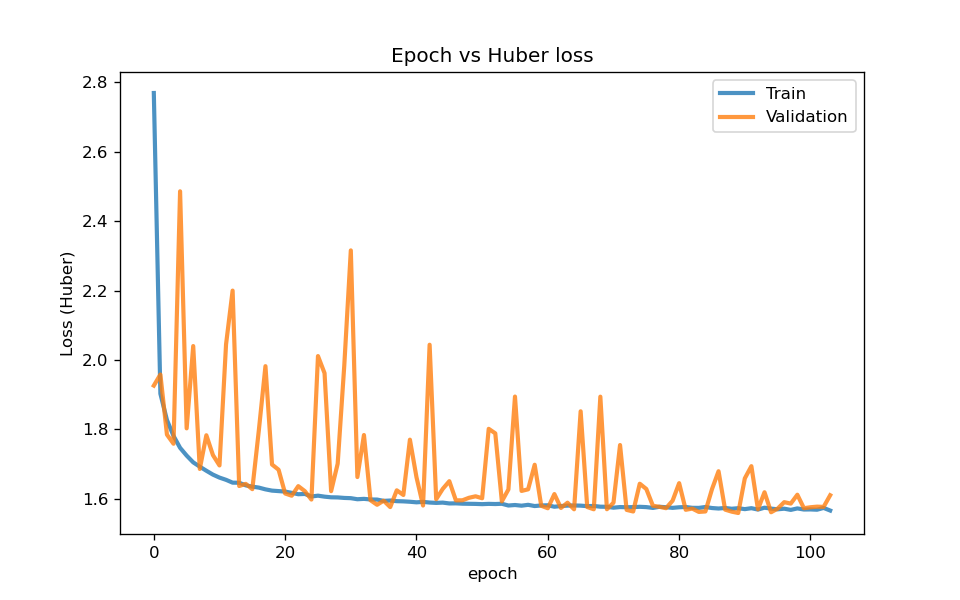 Epoch vs Huber loss
Train
Validation
Loss (Huber)
2.8
2.6
2.4
2.2
2.0
1.8
1.6
0 20 40 60 80 100
epoch